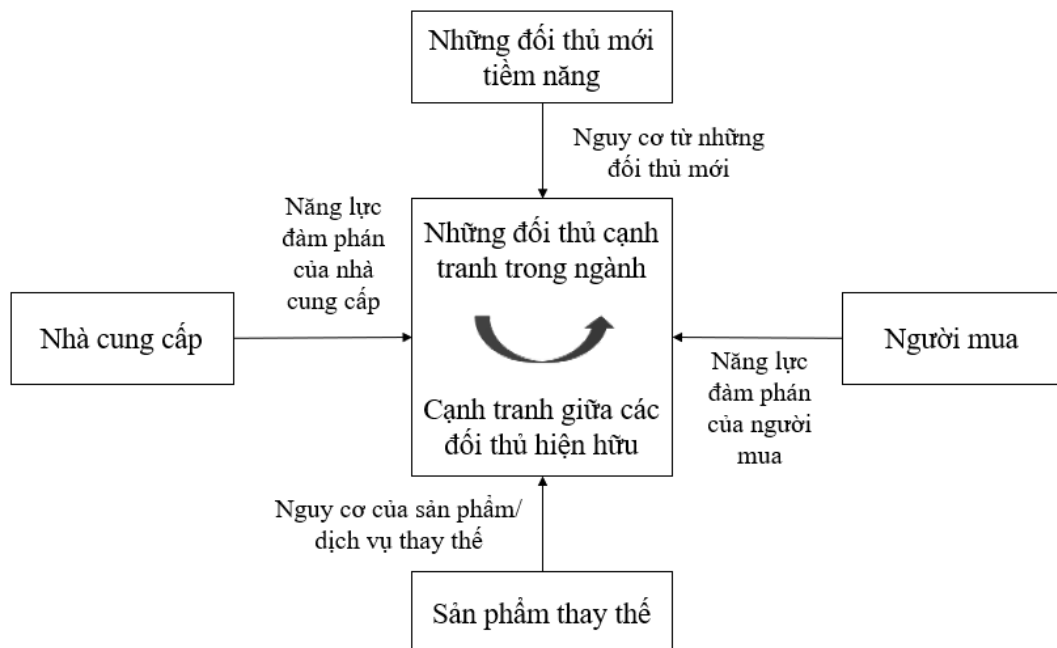 Những đối thủ mới
tiềm năng
Nguy cơ từ những
đối thủ mới
Năng lực
đàm phán
của nhà
cung cấp
Những đối thủ cạnh
tranh trong ngành
Nhà cung cấp
Người mua
Năng lực
đàm phán
của người
mua
Cạnh tranh giữa các
đối thủ hiện hữu
Nguy cơ của sản phẩm/
dịch vụ thay thế
Sản phẩm thay thế